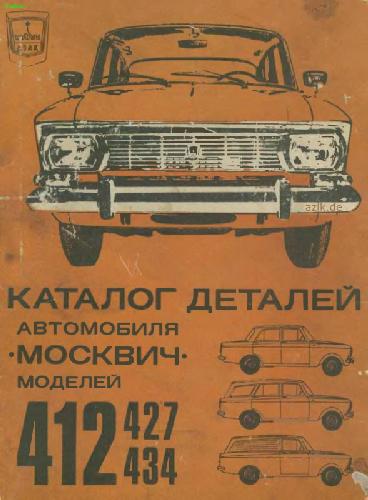 azlk.de
КАТАЛОГ ДЕТАЛЕЙ
АВТОМОБИЛЯ
·МОСКВИЧ·
МОДЕЛЕЙ
412 427
434